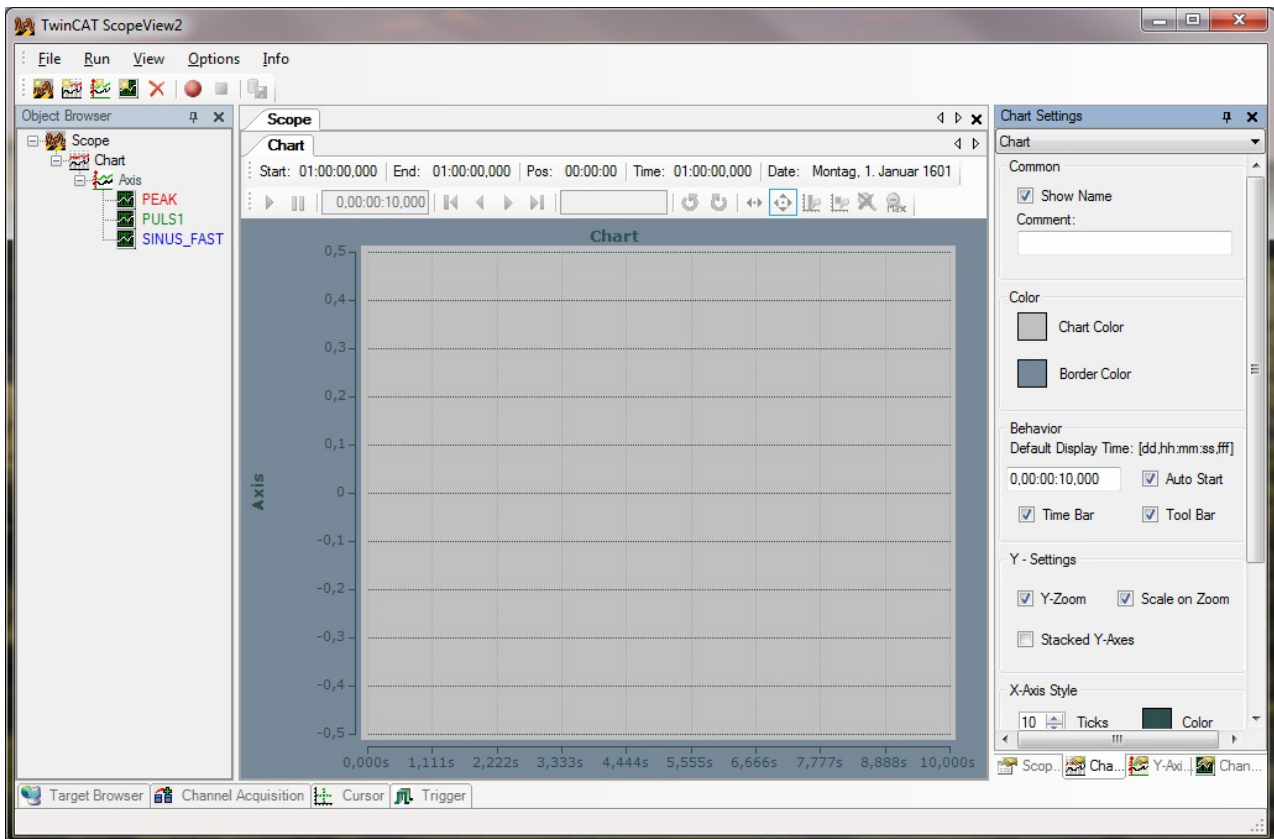 TwinCAT ScopeView2
File Run View Options Info
Object Browser
Scope
Chart
Axis
PEAK
PULS1
SINUS_FAST
Scope
Chart
Start: 01:00:00,000 End: 01:00:00,000 Pos: 00:00:00 Time: 01:00:00,000 Date: Montag, 1. Januar 1601
0,00:00:10,000
Max
Chart
Axis
0,5
0,4
0,3
0,2
0,1
0
-0,1
-0,2
-0,3
-0,4
-0,5
0,000s 1,111s 2,222s 3,333s 4,444s 5,555s 6,666s 7,777s 8,888s 10,000s
Chart Settings
Chart
Common
Show Name
Comment:
Color
Chart Color
Border Color
Behavior
Default Display Time: [dd,hh:mm:ss,fff]
0,00:00:10,000 Auto Start
Time Bar Tool Bar
Y - Settings
Y-Zoom Scale on Zoom
Stacked Y-Axes
X-Axis Style
10 Ticks Color
Scop... Cha... Y-Axi... Chan...
Target Browser Channel Acquisition Cursor Trigger